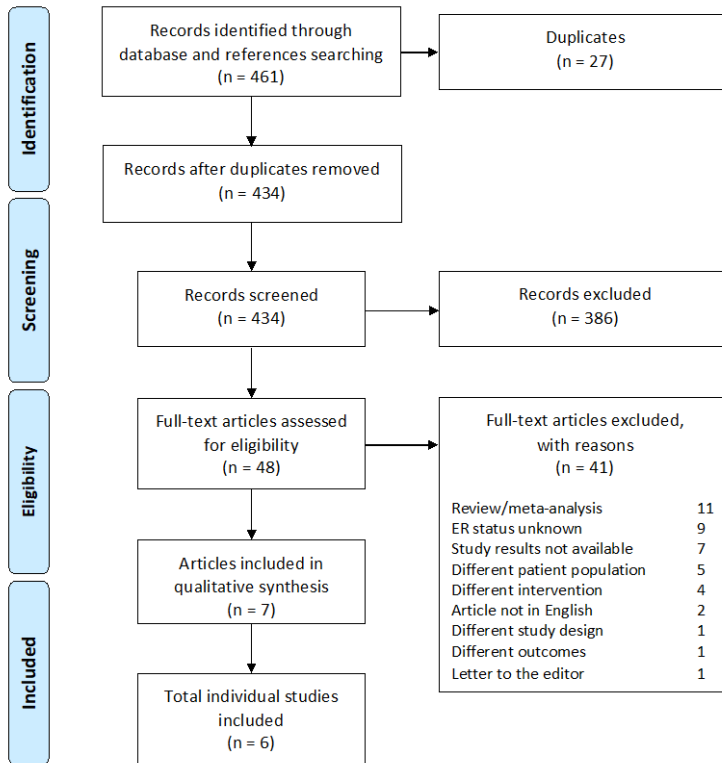 Identification
Records identified through
database and references searching
(n = 461)
Duplicates
(n = 27)
Records after duplicates removed
(n = 434)
Screening
Records screened
(n = 434)
Records excluded
(n = 386)
Eligibility
Full-text articles assessed
for eligibility
(n = 48)
Full-text articles excluded,
with reasons
(n = 41)
Review/meta-analysis 11
ER status unknown 9
Study results not available 7
Different patient population 5
Different intervention 4
Article not in English 2
Different study design 1
Different outcomes 1
Letter to the editor 1
Articles included in
qualitative synthesis
(n = 7)
Included
Total individual studies
included
(n = 6)